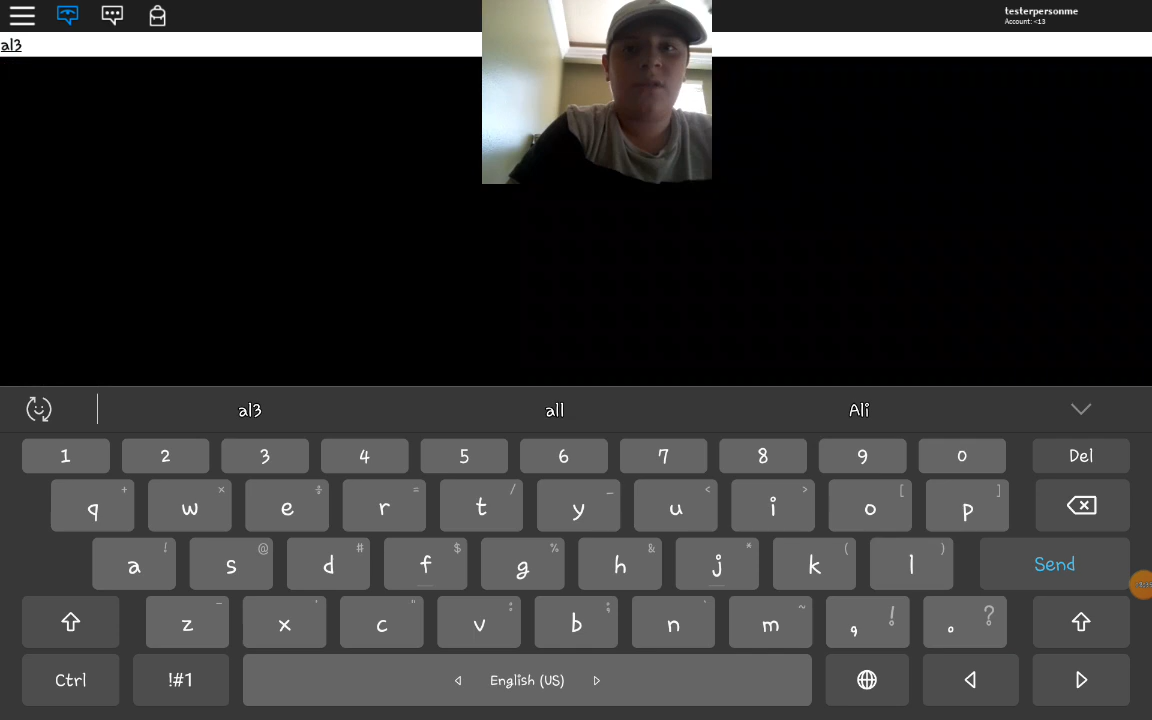 testerpersonme
Account: <13
al3
al3 all Ali
1 2 3 4 5 6 7 8 9 0 Del
+ × ÷ = / _ < > [ ]
q w e r t y u i o p
! @ # $ % & * ( )
a s d f g h j k l Send
- ' " : ; ' ~ ! ?
z x c v b n m , .
Ctrl !#1 English (US)